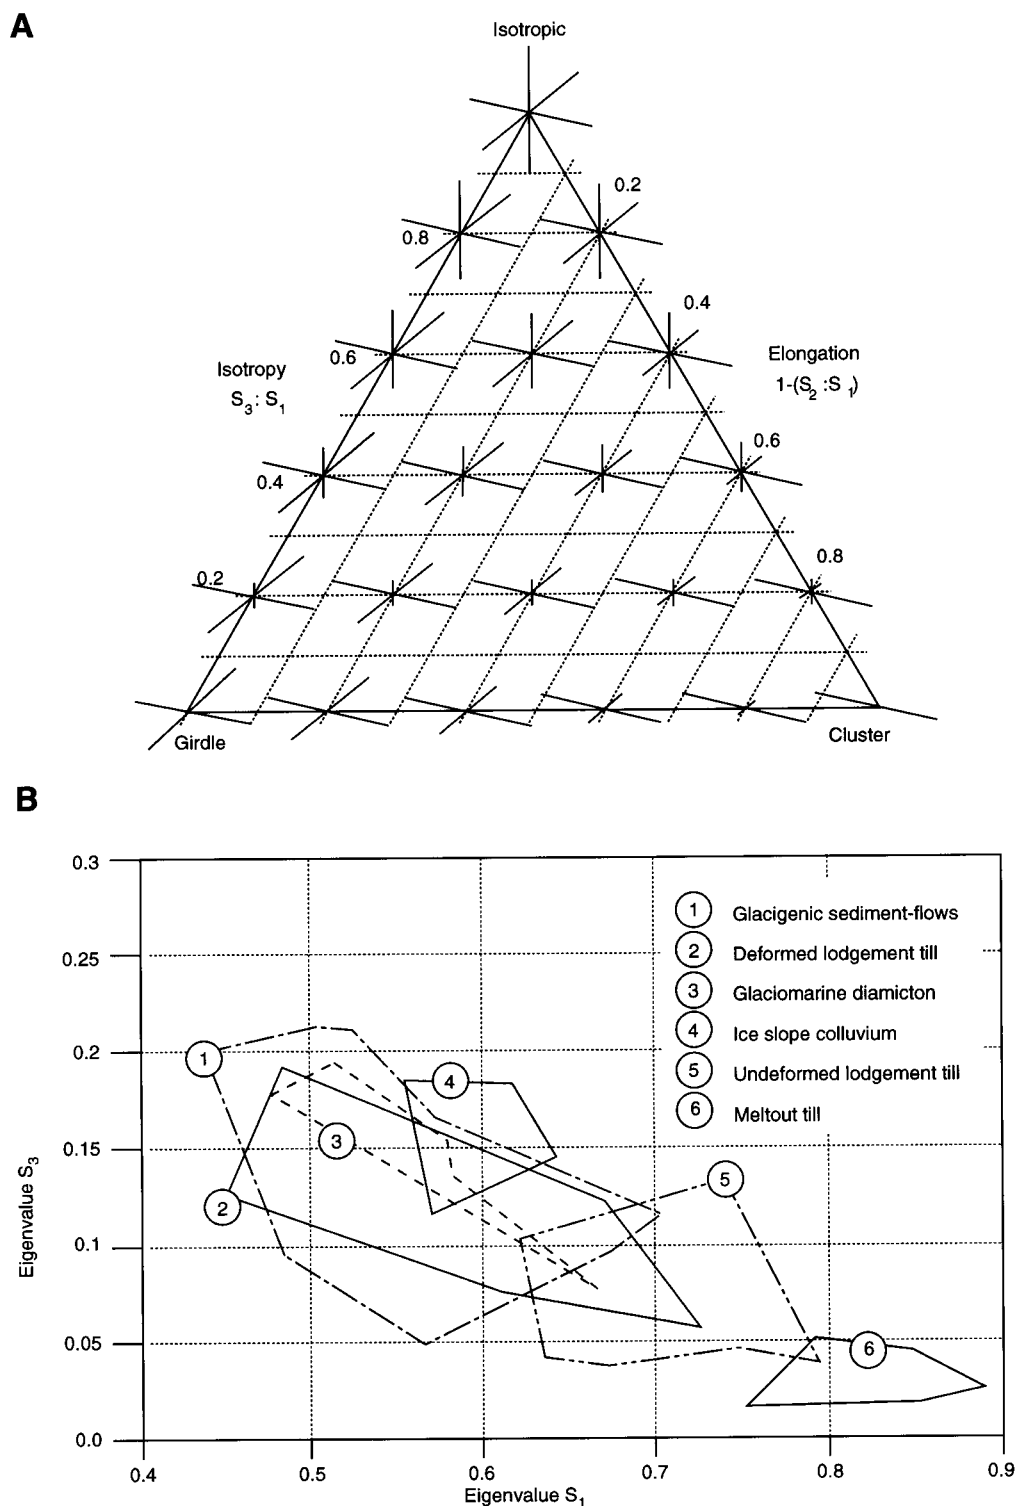 A
Isotropic
0.2
0.8
0.4
0.6
Isotropy
S3: S1
Elongation
1-(S2 :S1)
0.6
0.4
0.8
0.2
Girdle
Cluster
B
0.3
0.25
0.2
0.15
0.1
0.05
0.0
Eigenvalue S3
1 Glacigenic sediment-flows
2 Deformed lodgement till
3 Glaciomarine diamicton
4 Ice slope colluvium
5 Undeformed lodgement till
6 Meltout till
1
4
3
5
2
6
0.4 0.5 0.6 0.7 0.8 0.9
Eigenvalue S1